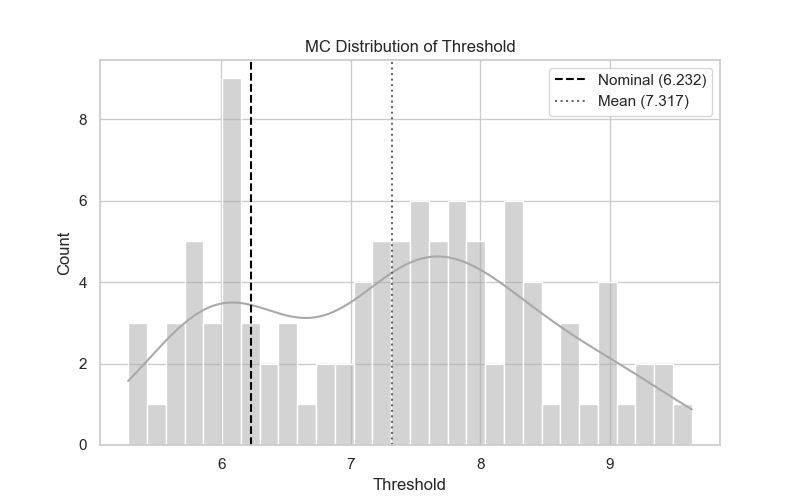 MC Distribution of Threshold
Nominal (6.232)
Mean (7.317)
Count
8
6
4
2
0
6 7 8 9
Threshold